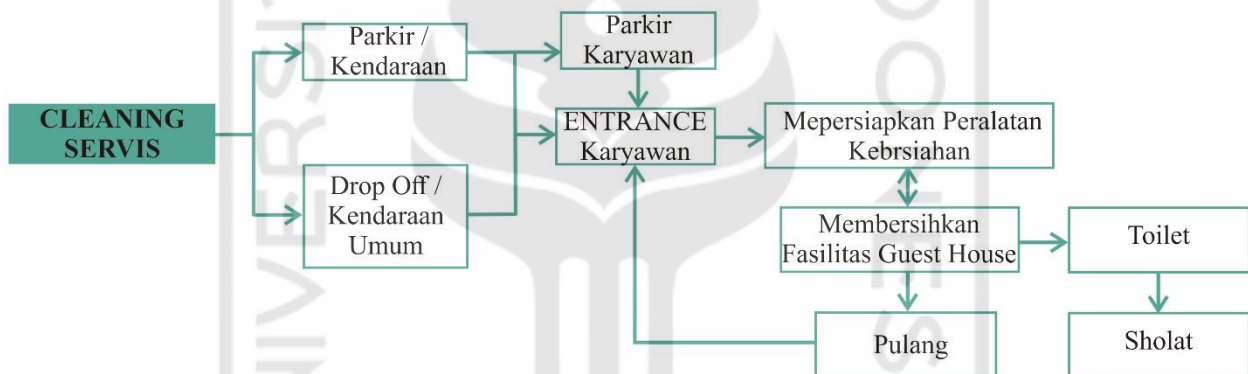 CLEANING
SERVIS
Parkir /
Kendaraan
Drop Off /
Kendaraan
Umum
Parkir
Karyawan
ENTRANCE
Karyawan
Mepersiapkan Peralatan
Kebrsiahan
Membersihkan
Fasilitas Guest House
Toilet
Sholat
Pulang